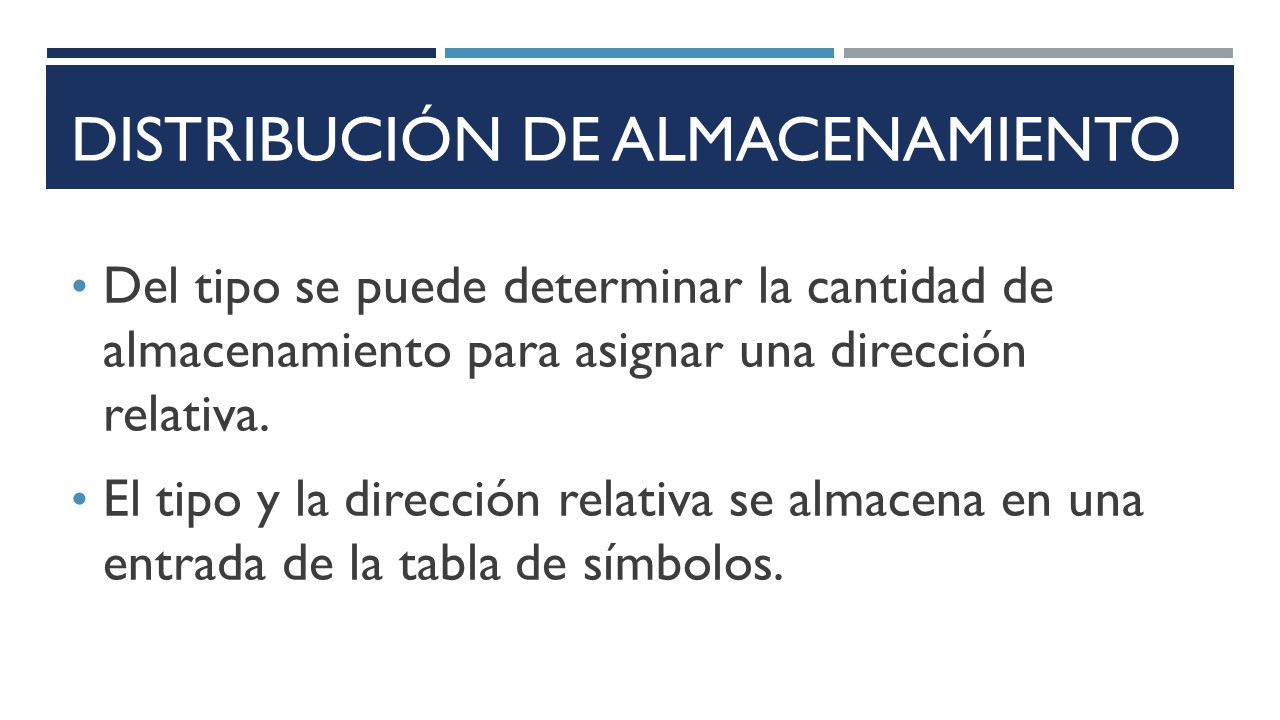 DISTRIBUCIÓN DE ALMACENAMIENTO
• Del tipo se puede determinar la cantidad de
almacenamiento para asignar una dirección
relativa.
• El tipo y la dirección relativa se almacena en una
entrada de la tabla de símbolos.